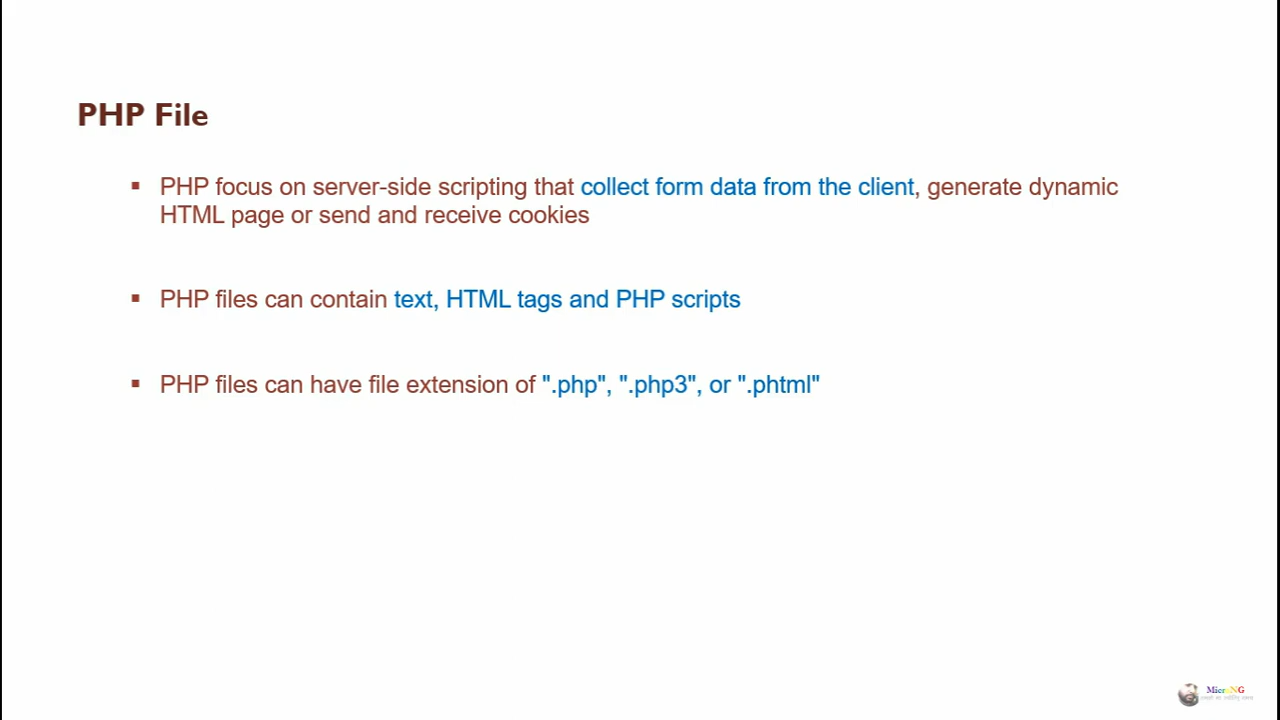 PHP File
▪ PHP focus on server-side scripting that collect form data from the client, generate dynamic
HTML page or send and receive cookies
▪ PHP files can contain text, HTML tags and PHP scripts
▪ PHP files can have file extension of ".php", ".php3", or ".phtml"
MicroNG